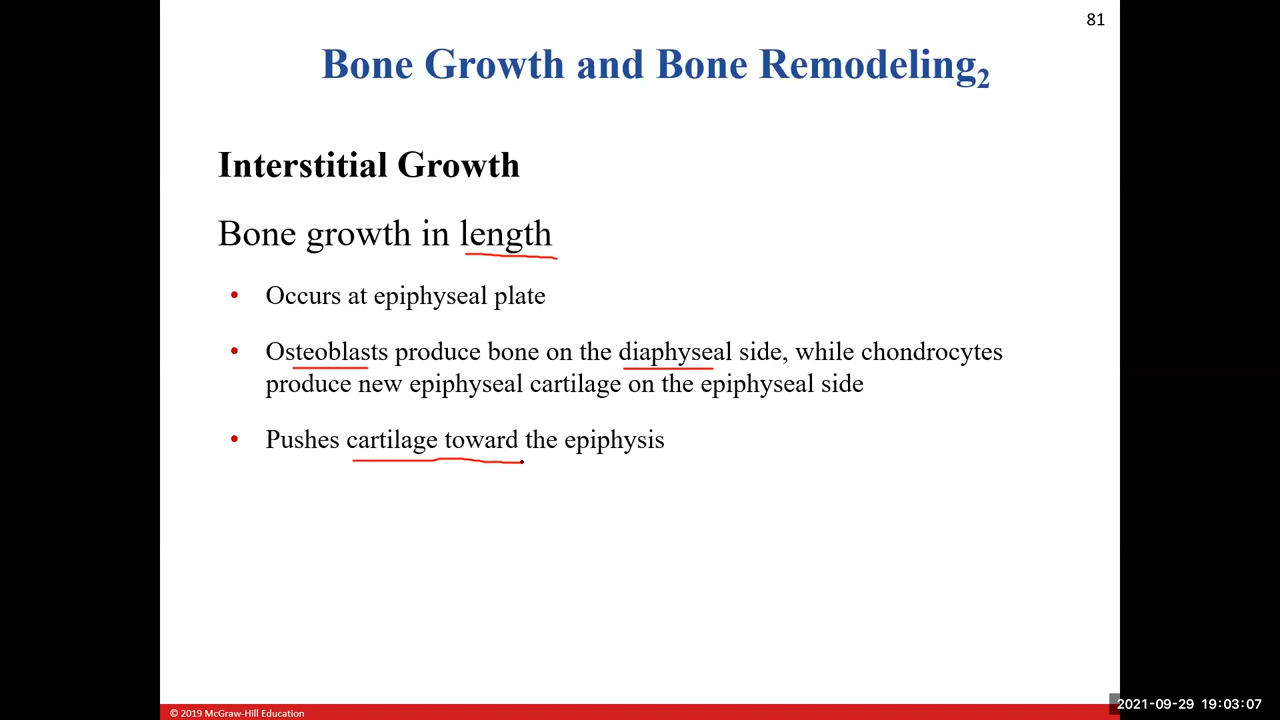 81
Bone Growth and Bone Remodeling2
Interstitial Growth
Bone growth in length
• Occurs at epiphyseal plate
• Osteoblasts produce bone on the diaphyseal side, while chondrocytes
produce new epiphyseal cartilage on the epiphyseal side
• Pushes cartilage toward the epiphysis
© 2019 McGraw-Hill Education
2021-09-29 19:03:07